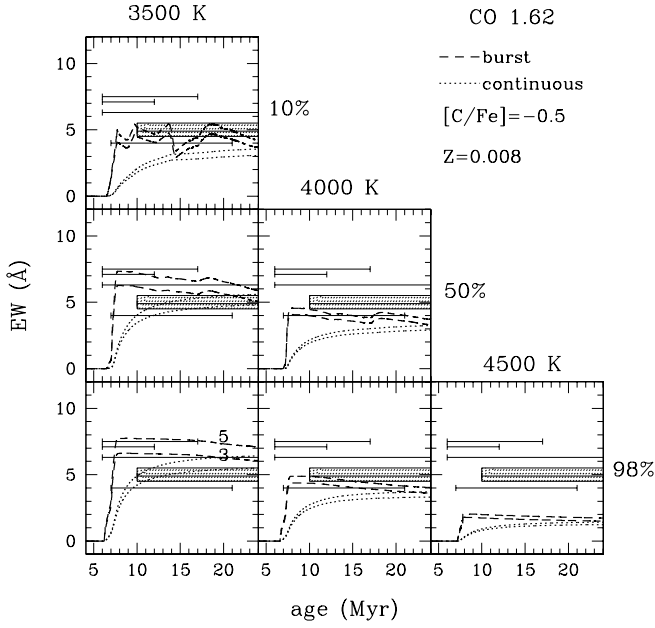 3500 K
CO 1.62
burst
continuous
[C/Fe]=−0.5
Z=0.008
10
5
0
10%
4000 K
10
5
0
50%
EW (Å)
4500 K
10
5
0
5
3
98%
5 10 15 20
5 10 15 20
5 10 15 20
age (Myr)